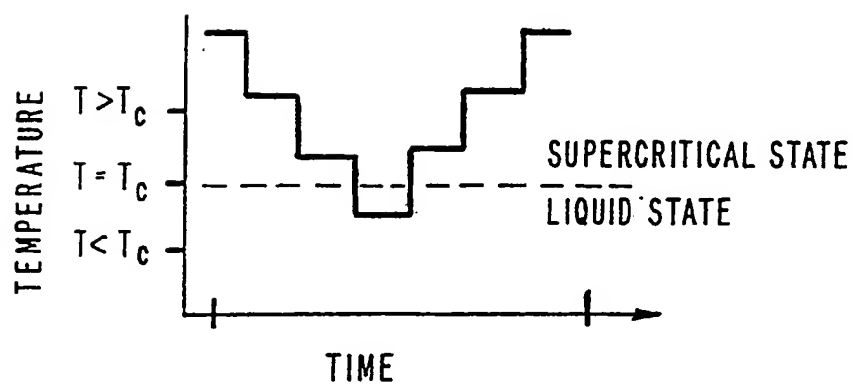 TEMPERATURE
T > Tc
T = Tc
T < Tc
SUPERCRITICAL STATE
LIQUID STATE
TIME